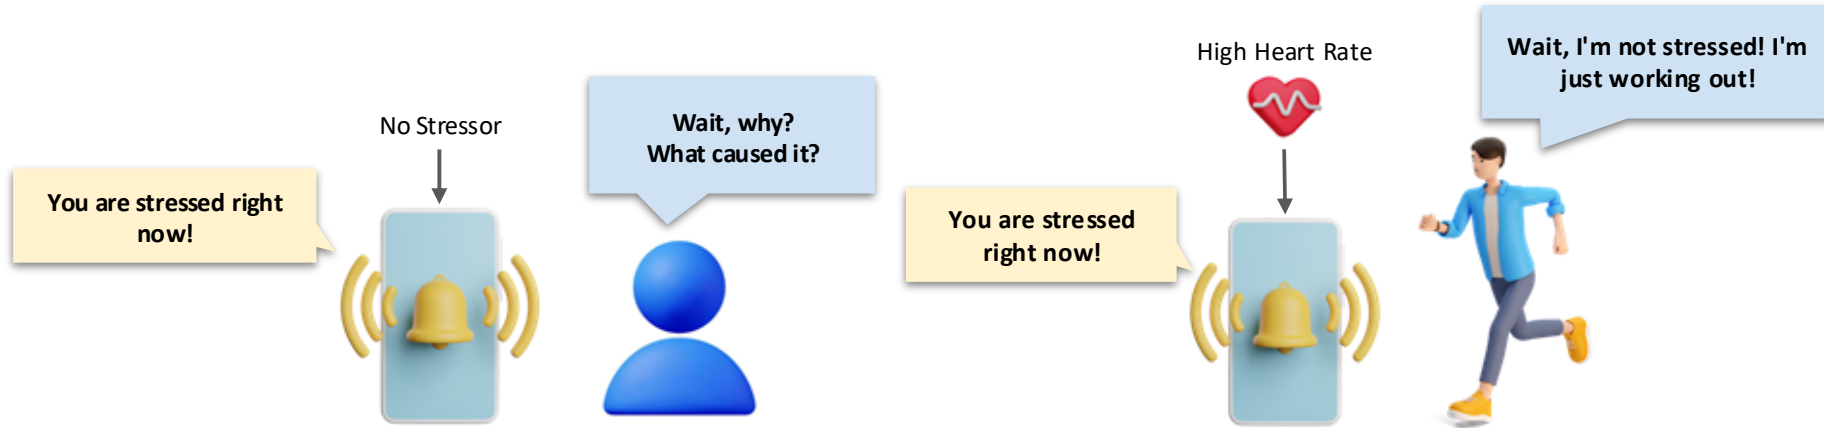 No Stressor
You are stressed right
now!
Wait, why?
What caused it?
High Heart Rate
You are stressed
right now!
Wait, I'm not stressed! I'm
just working out!